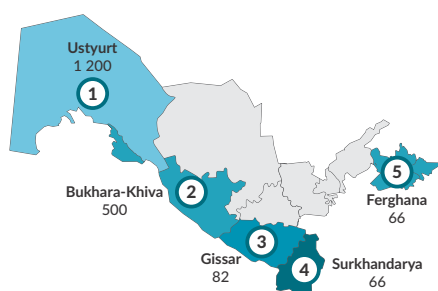 Ustyurt
1 200
1
Bukhara-Khiva
500
2
Gissar
82
3
4
Surkhandarya
66
5
Ferghana
66